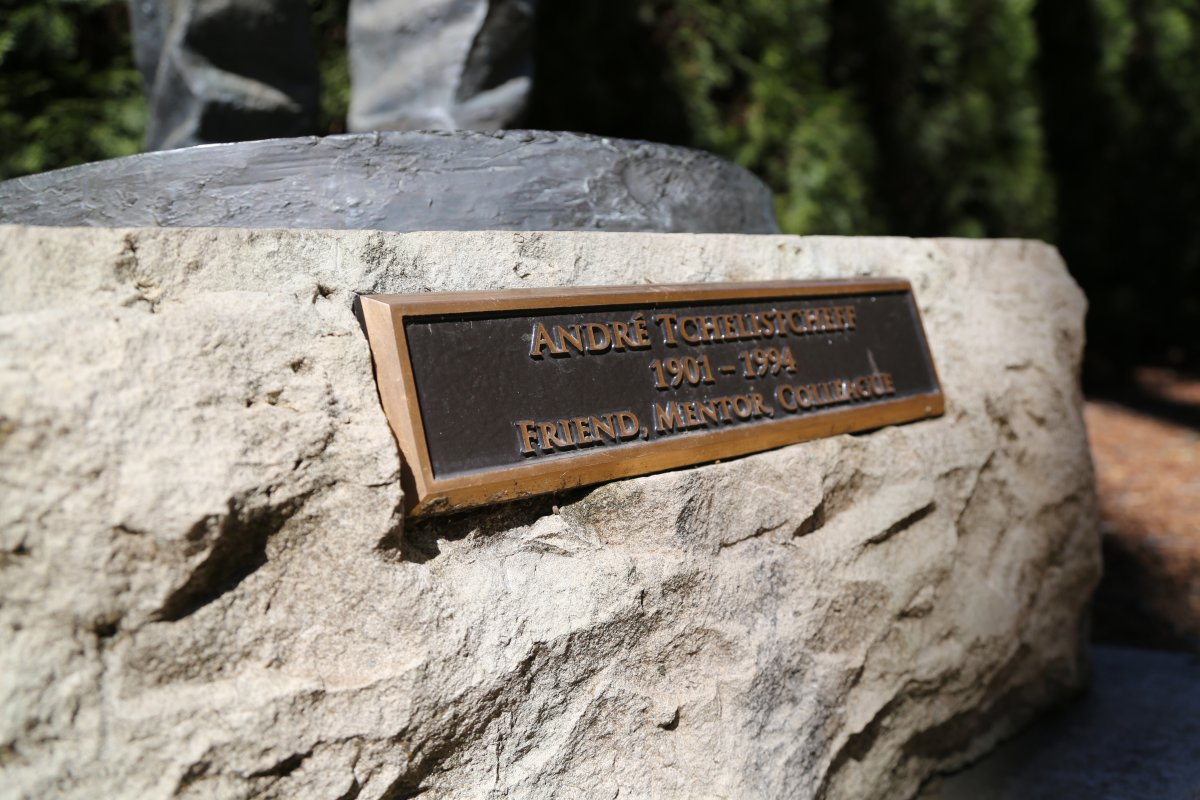 ANDRÉ TCHELISTCHEFF
1901 – 1994
FRIEND, MENTOR, COLLEAGUE